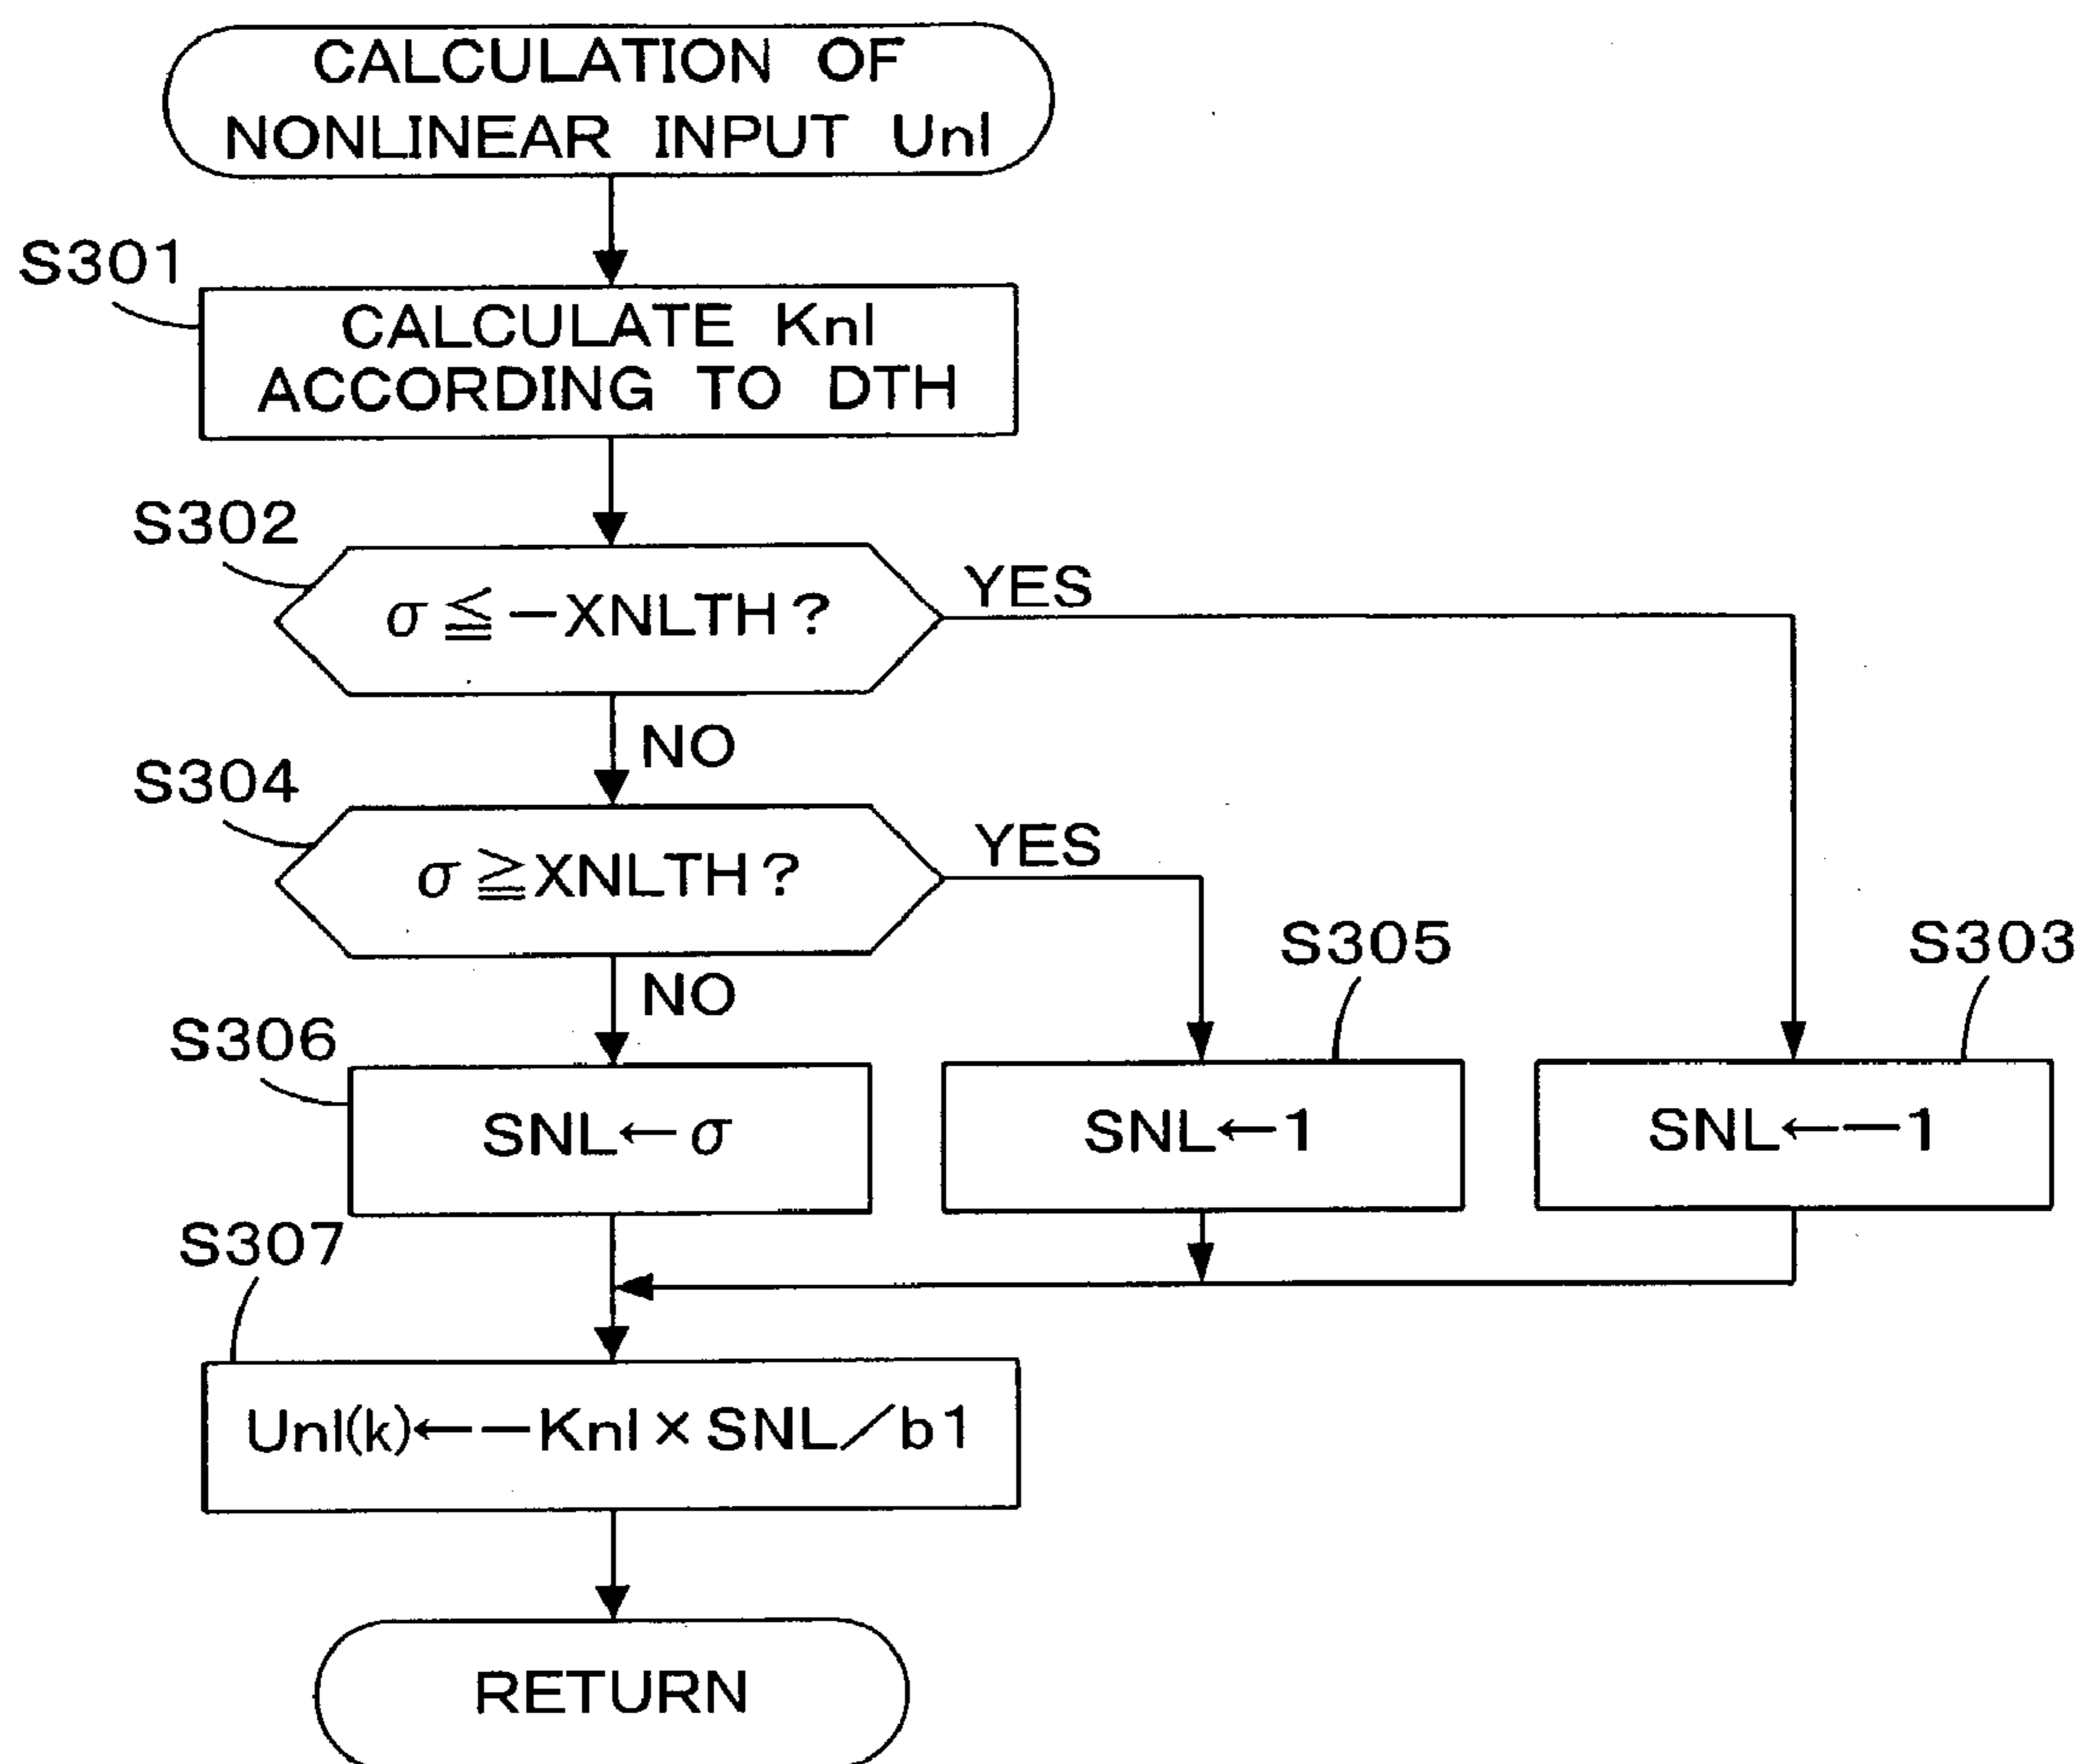 CALCULATION OF
NONLINEAR INPUT Unl
S301
CALCULATE Knl
ACCORDING TO DTH
S302
σ≦−XNLTH?
YES
NO
S304
σ≧XNLTH?
YES
NO
S305
S303
S306
SNL←σ
SNL←1
SNL←−1
S307
Unl(k)←−Knl×SNL/b1
RETURN